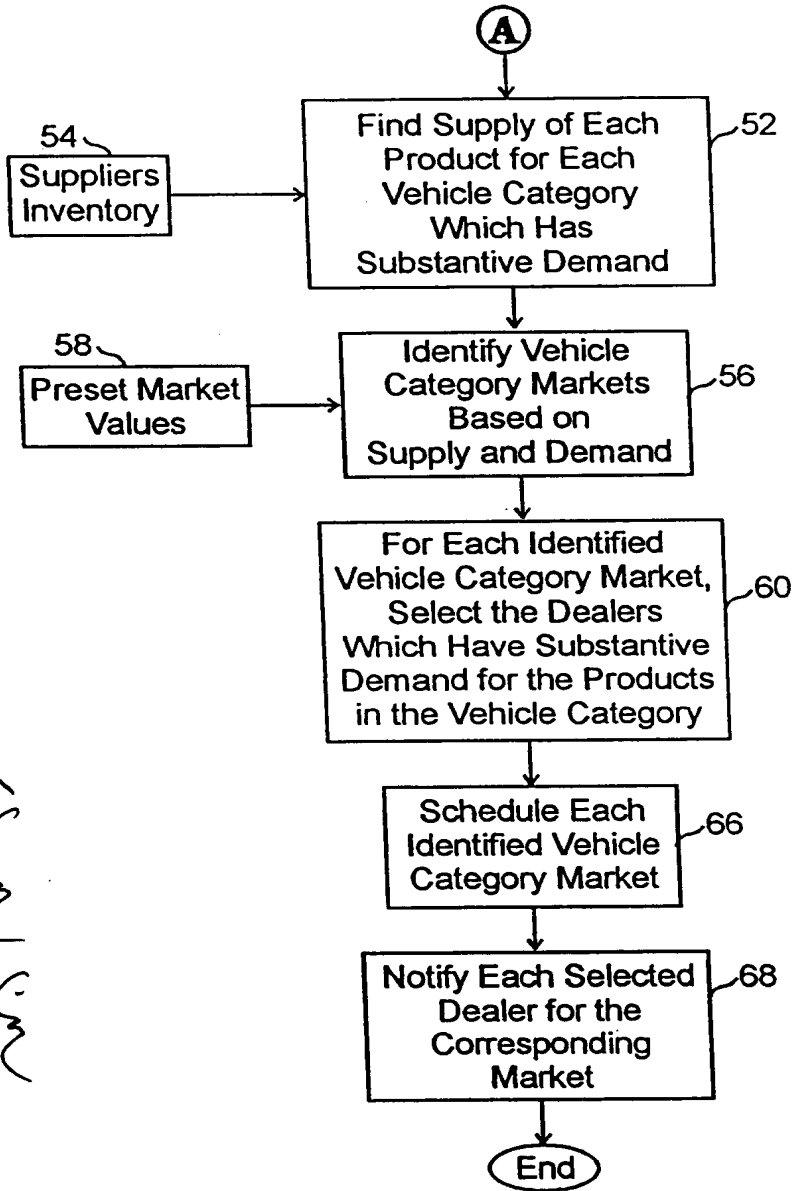 A
Find Supply of Each
Product for Each
Vehicle Category
Which Has
Substantive Demand
52
54
Suppliers
Inventory
Identify Vehicle
Category Markets
Based on
Supply and Demand
56
58
Preset Market
Values
For Each Identified
Vehicle Category Market,
Select the Dealers
Which Have Substantive
Demand for the Products
in the Vehicle Category
60
Schedule Each
Identified Vehicle
Category Market
66
Notify Each Selected
Dealer for the
Corresponding
Market
68
End